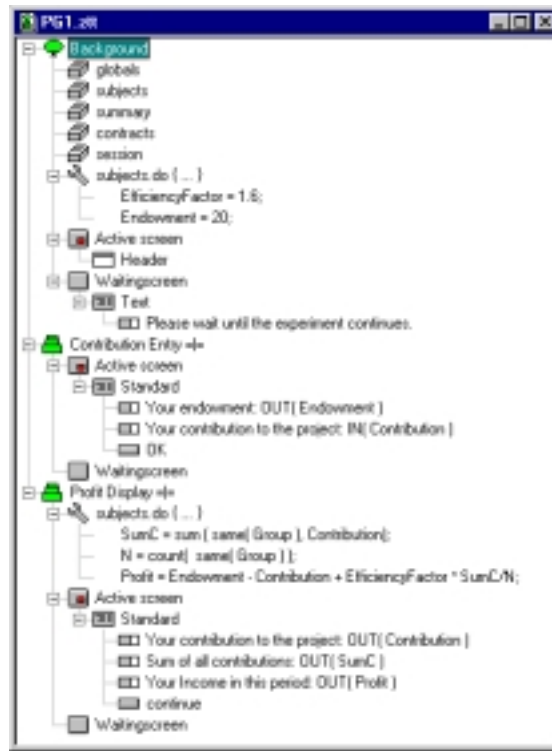 PG1.ztt
Background
globals
subjects
summary
contracts
session
subjects.do { ... }
EfficiencyFactor = 1.6;
Endowment = 20;
Active screen
Header
Waitingscreen
Text
Please wait until the experiment continues.
Contribution Entry =|=
Active screen
Standard
Your endowment: OUT( Endowment )
Your contribution to the project: IN( Contribution )
OK
Waitingscreen
Profit Display =|=
subjects.do { ... }
SumC = sum ( same( Group ), Contribution);
N = count( same( Group ) );
Profit = Endowment - Contribution + EfficiencyFactor * SumC/N;
Active screen
Standard
Your contribution to the project: OUT( Contribution )
Sum of all contributions: OUT( SumC )
Your Income in this period: OUT( Profit )
continue
Waitingscreen